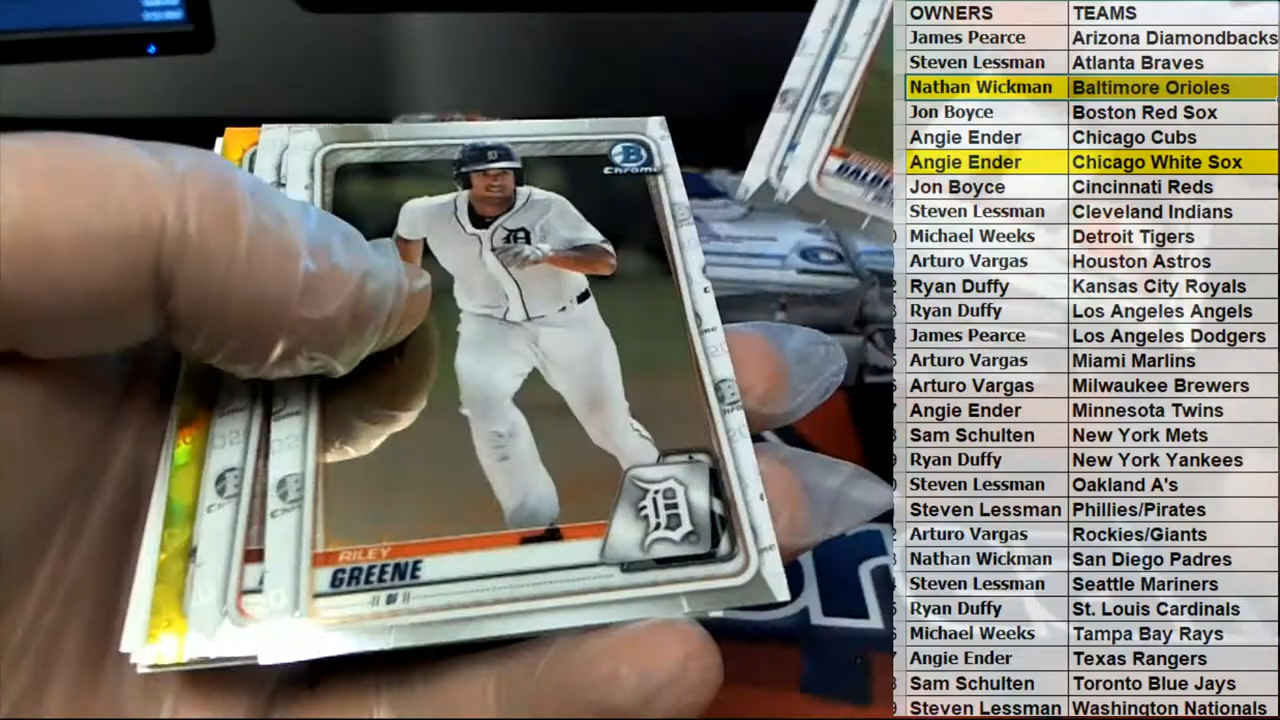 B
Chrome
D
RILEY
GREENE
OWNERS TEAMS
James Pearce Arizona Diamondbacks
Steven Lessman Atlanta Braves
Nathan Wickman Baltimore Orioles
Jon Boyce Boston Red Sox
Angie Ender Chicago Cubs
Angie Ender Chicago White Sox
Jon Boyce Cincinnati Reds
Steven Lessman Cleveland Indians
Michael Weeks Detroit Tigers
Arturo Vargas Houston Astros
Ryan Duffy Kansas City Royals
Ryan Duffy Los Angeles Angels
James Pearce Los Angeles Dodgers
Arturo Vargas Miami Marlins
Arturo Vargas Milwaukee Brewers
Angie Ender Minnesota Twins
Sam Schulten New York Mets
Ryan Duffy New York Yankees
Steven Lessman Oakland A's
Steven Lessman Phillies/Pirates
Arturo Vargas Rockies/Giants
Nathan Wickman San Diego Padres
Steven Lessman Seattle Mariners
Ryan Duffy St. Louis Cardinals
Michael Weeks Tampa Bay Rays
Angie Ender Texas Rangers
Sam Schulten Toronto Blue Jays
Steven Lessman Washington Nationals